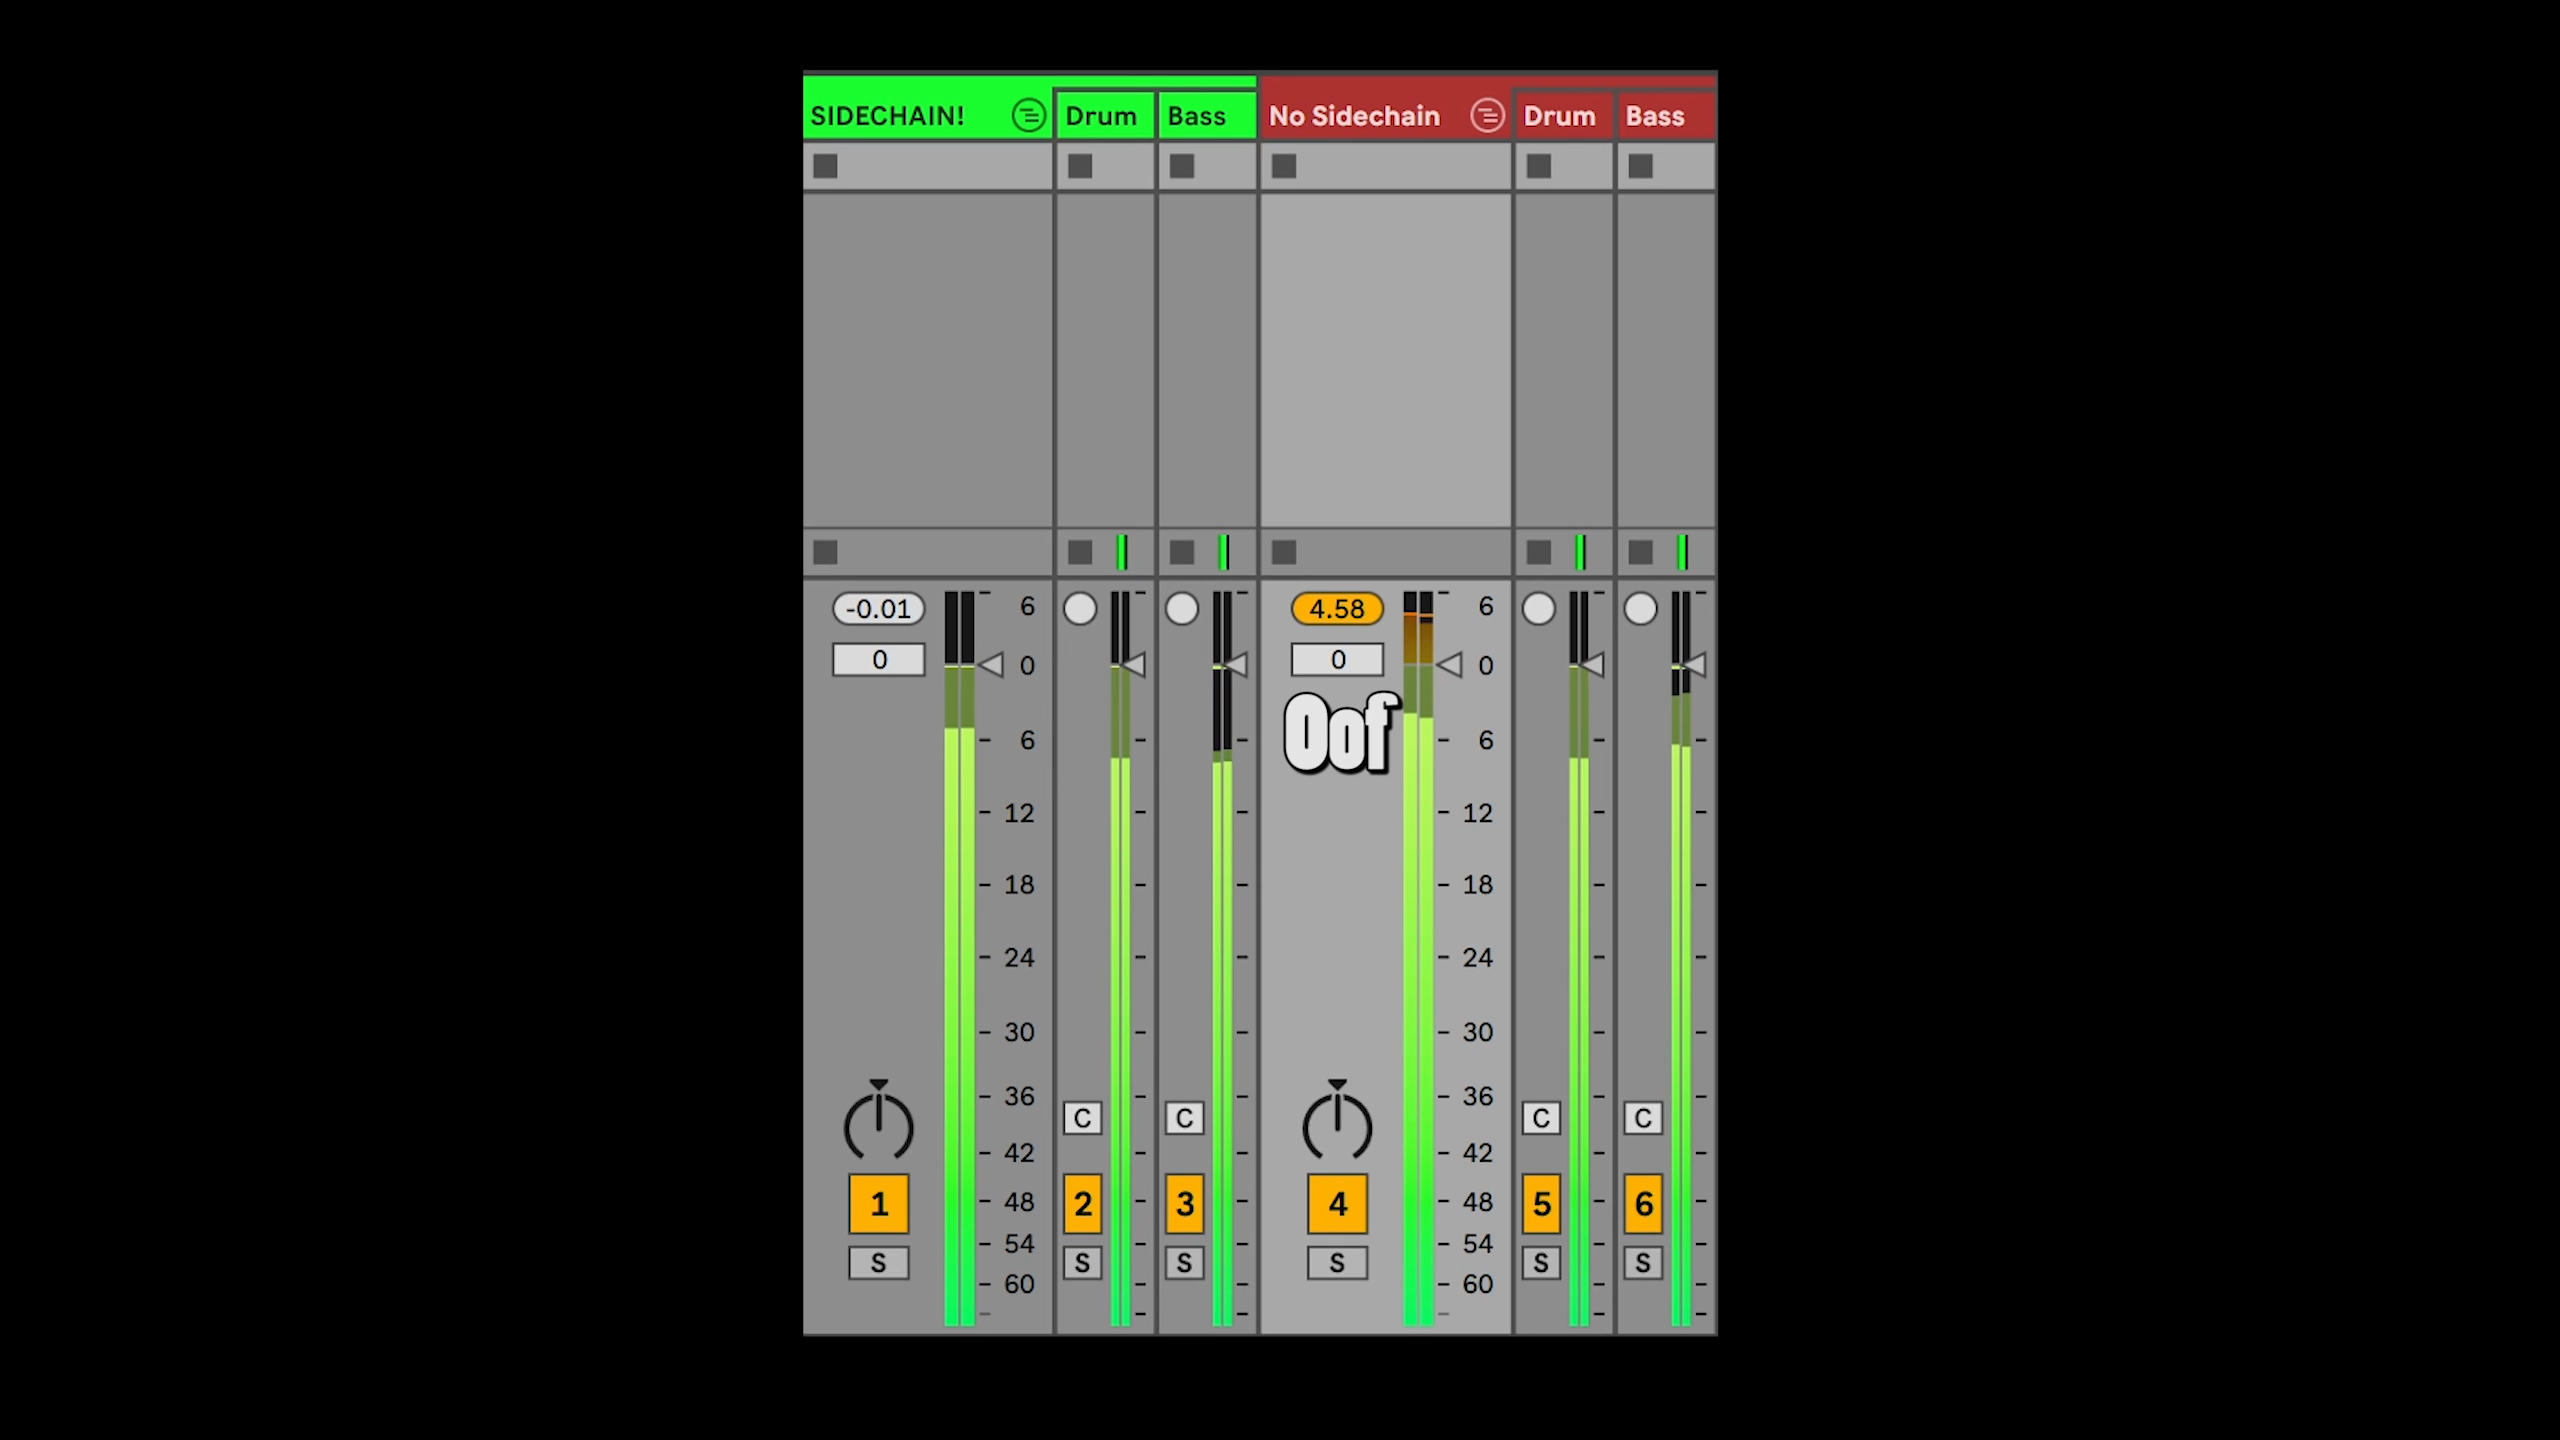 SIDECHAIN! Drum Bass No Sidechain Drum Bass
-0.01 6 4.58 6
0 0 0 0
Oof
6 6
12 12
18 18
24 24
30 30
36 36
C C C C
42 42
1 2 3 48 4 5 6 48
54 54
S S S S S S
60 60